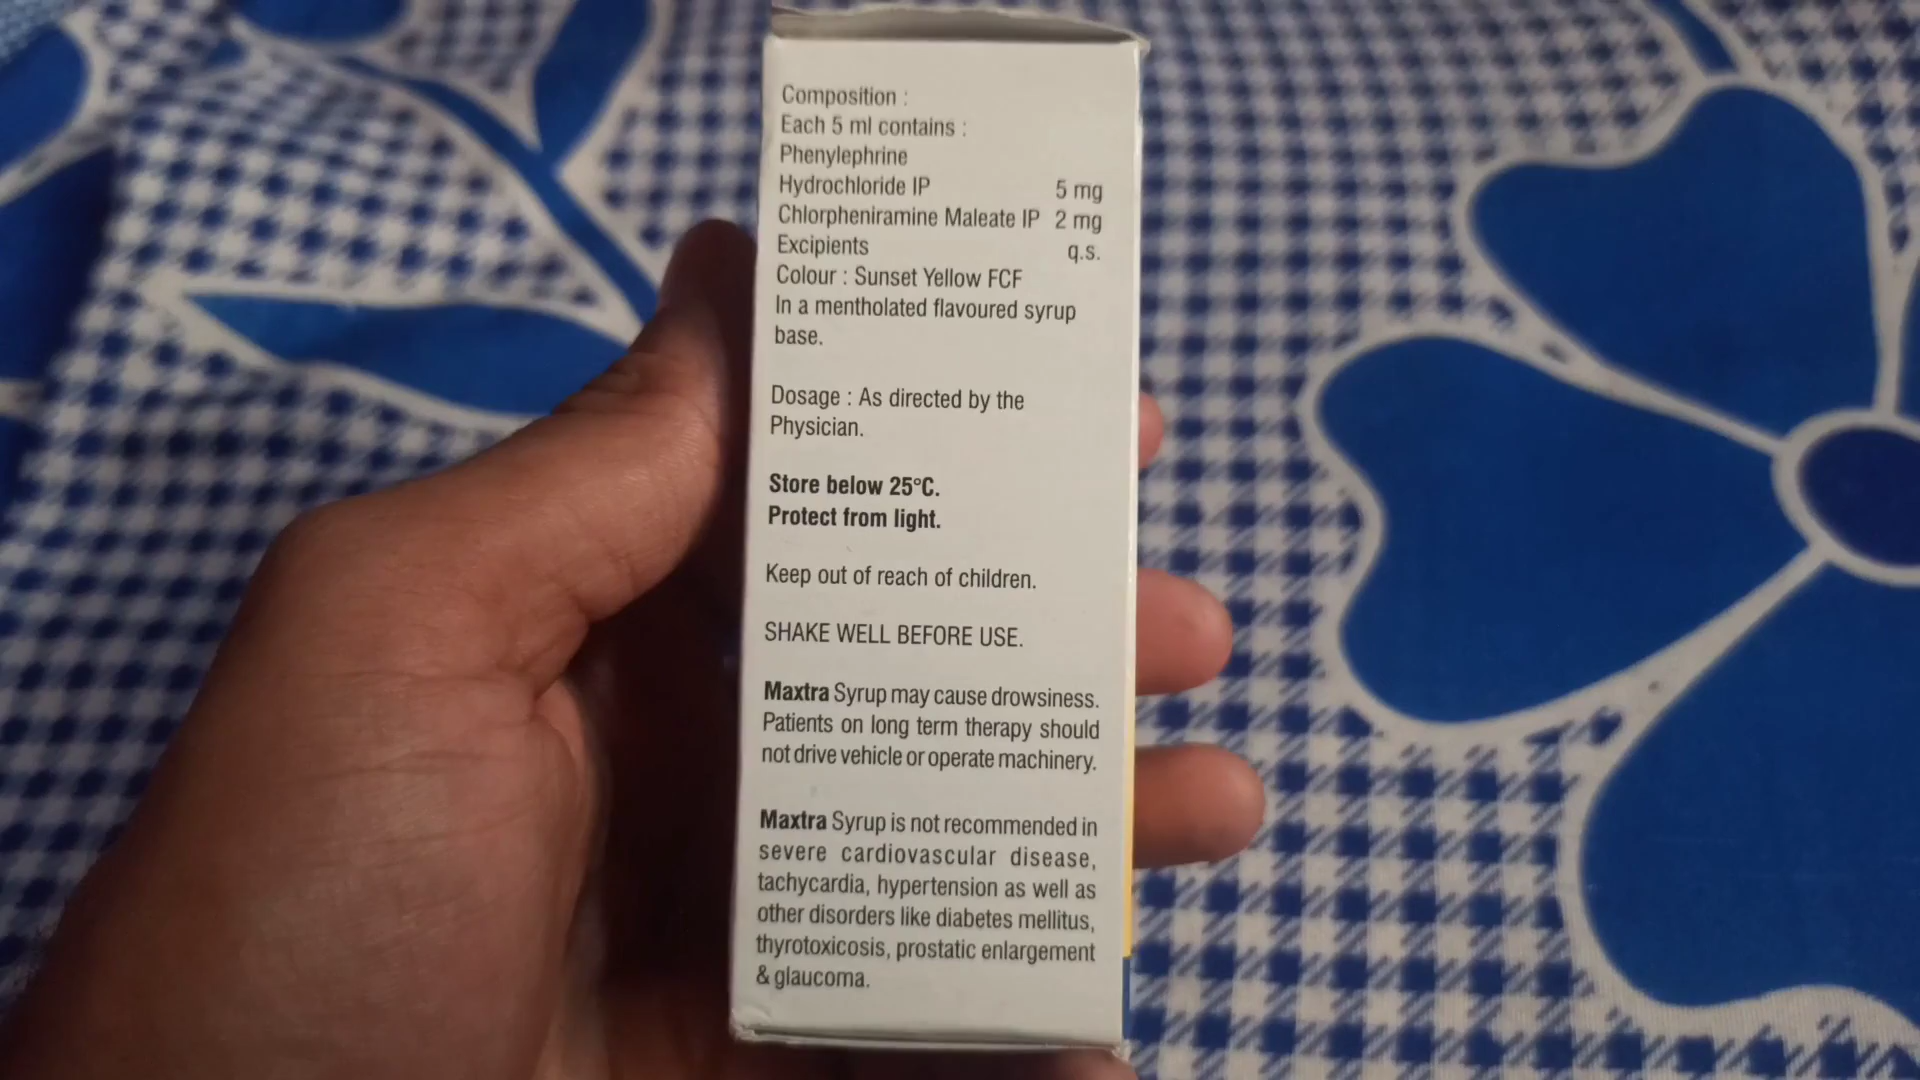 Composition :
Each 5 ml contains :
Phenylephrine
Hydrochloride IP 5 mg
Chlorpheniramine Maleate IP 2 mg
Excipients q.s.
Colour : Sunset Yellow FCF
In a mentholated flavoured syrup
base.
Dosage : As directed by the
Physician.
Store below 25°C.
Protect from light.
Keep out of reach of children.
SHAKE WELL BEFORE USE.
Maxtra Syrup may cause drowsiness.
Patients on long term therapy should
not drive vehicle or operate machinery.
Maxtra Syrup is not recommended in
severe cardiovascular disease,
tachycardia, hypertension as well as
other disorders like diabetes mellitus,
thyrotoxicosis, prostatic enlargement
& glaucoma.